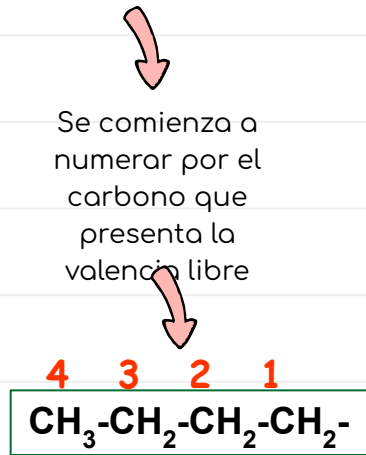 Se comienza a
numerar por el
carbono que
presenta la
valencia libre
4 3 2 1
CH₃-CH₂-CH₂-CH₂-